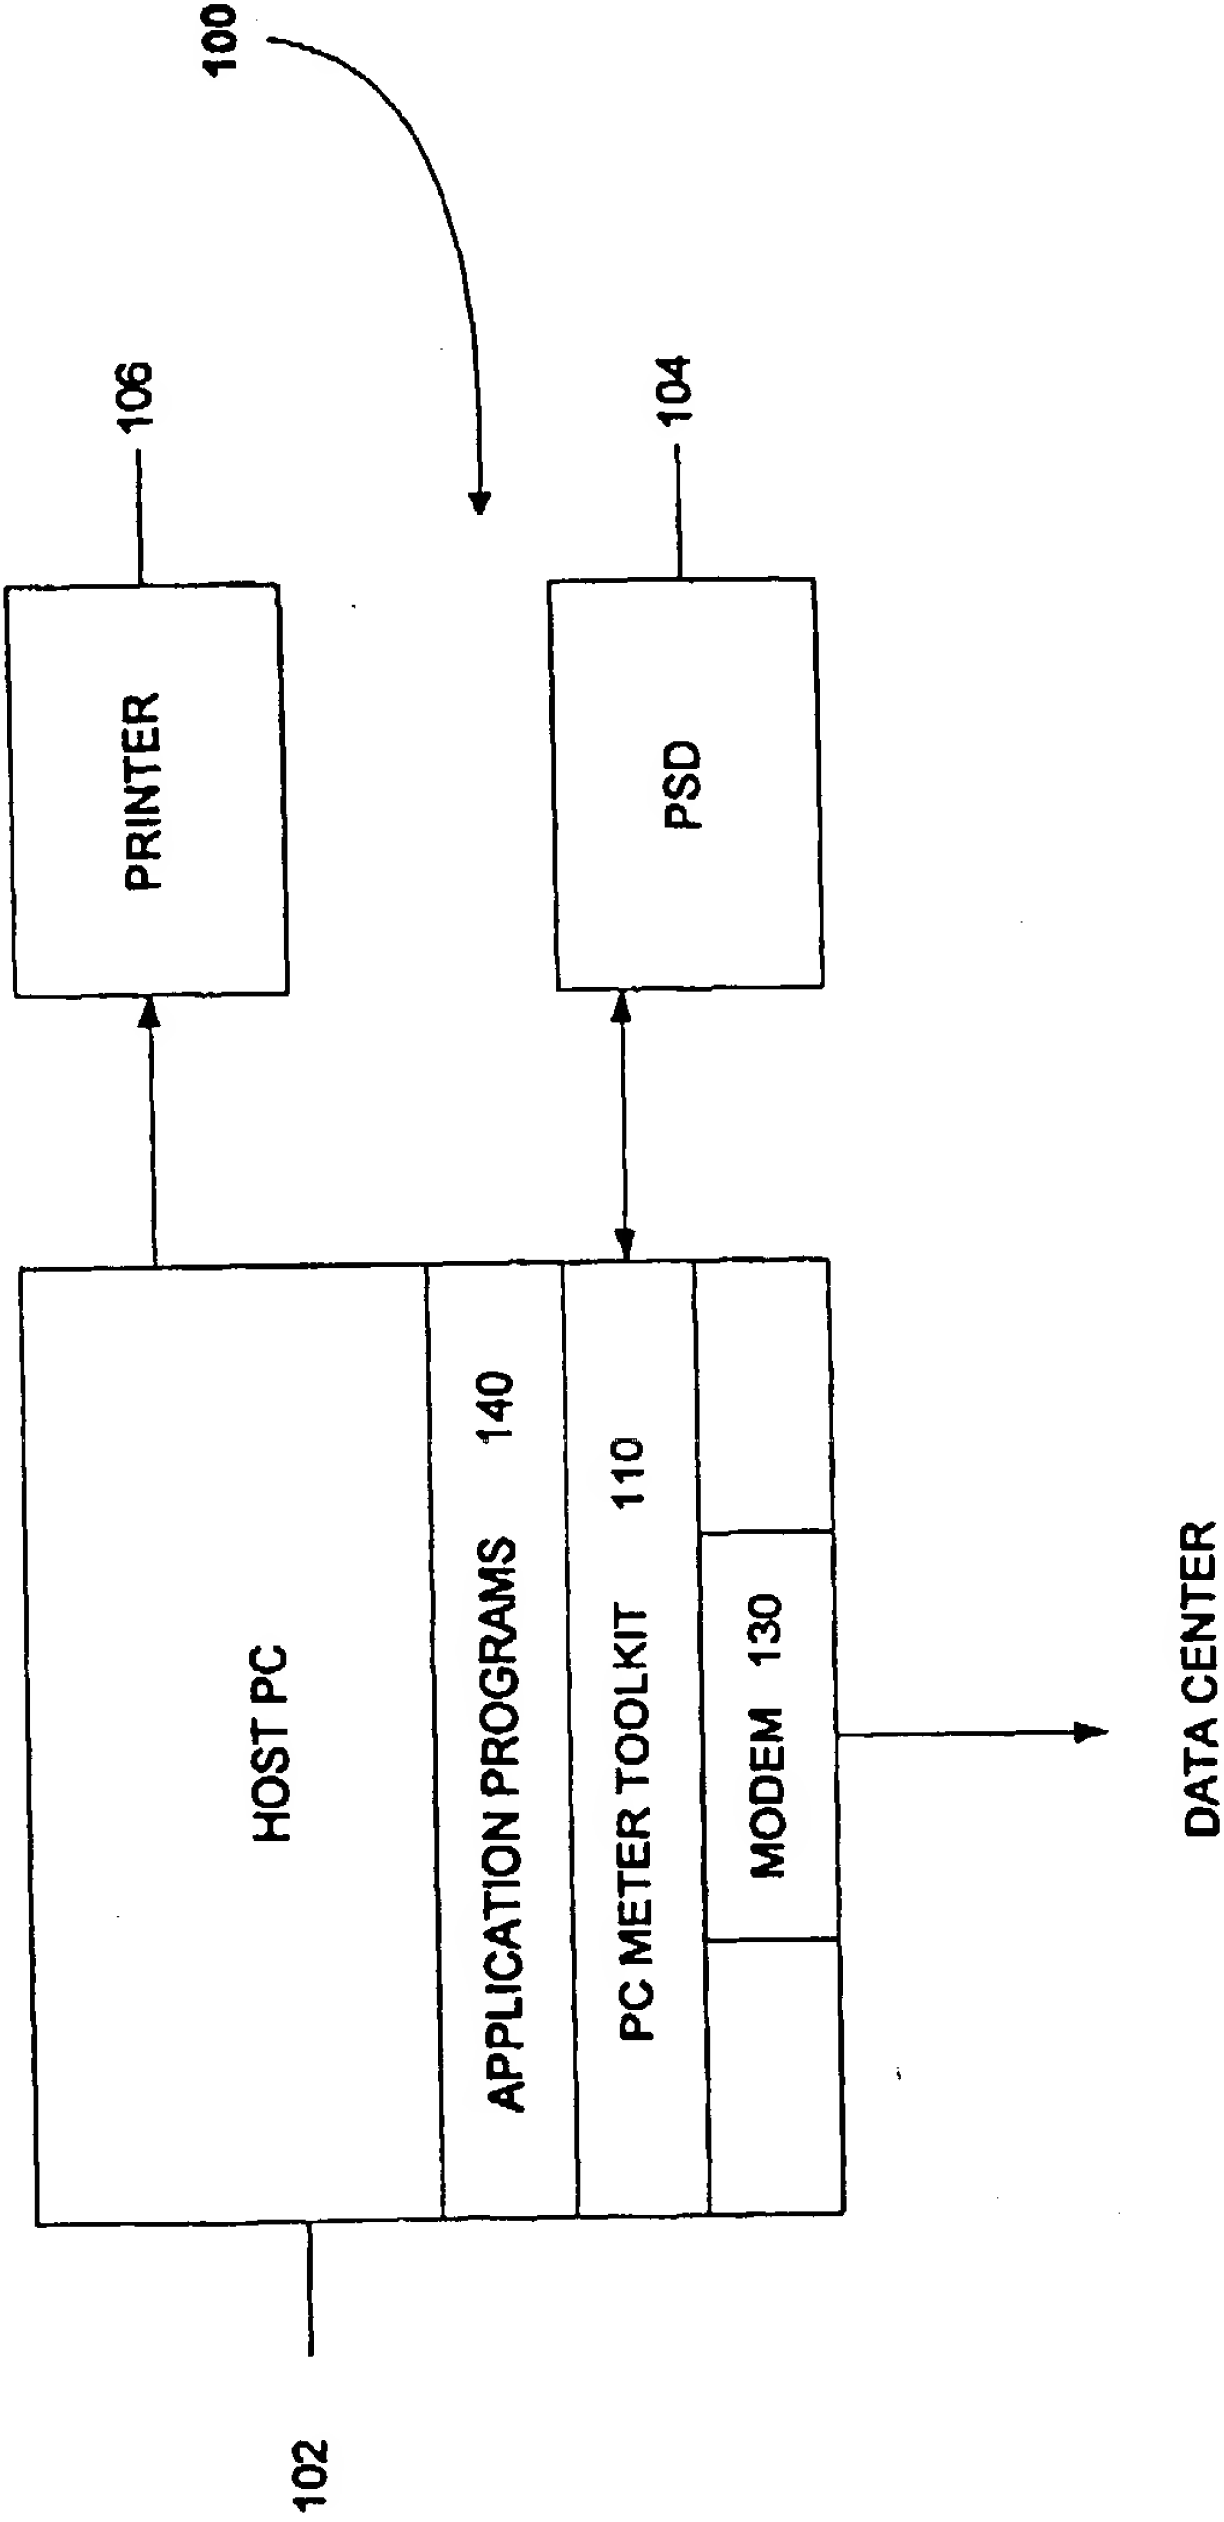 100
PRINTER
106
HOST PC
102
APPLICATION PROGRAMS 140
PC METER TOOLKIT 110
PSD
104
MODEM 130
DATA CENTER